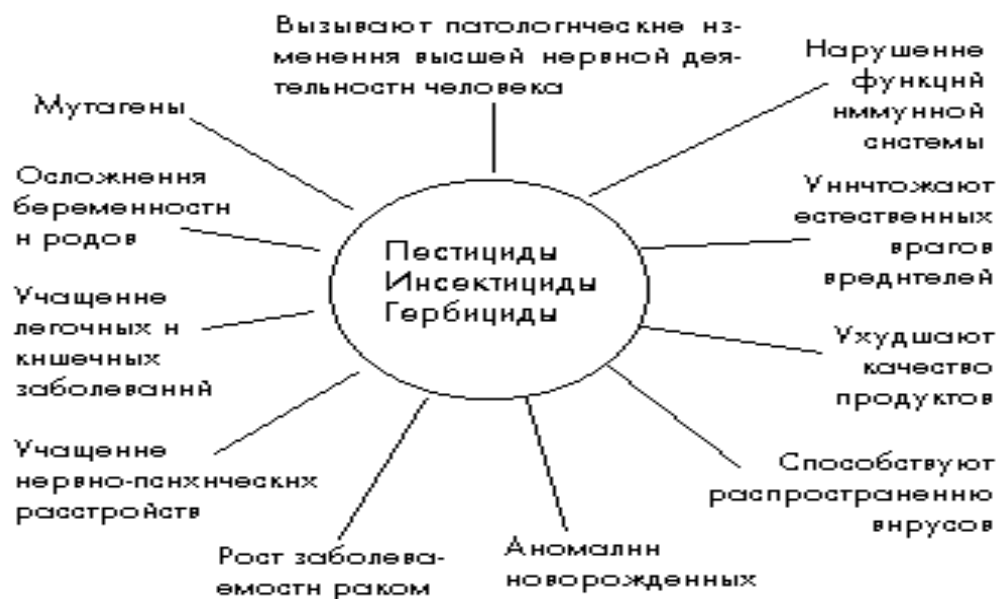 Вызывают патологические из-
менения высшей нервной дея-
тельности человека
Нарушение
функций
иммунной
системы
Мутагены
Осложнения
беременности
и родов
Уничтожают
естественных
врагов
вредителей
Пестициды
Инсектициды
Гербициды
Учащение
легочных и
кишечных
заболеваний
Ухудшают
качество
продуктов
Учащение
нервно-психических
расстройств
Способствуют
распространению
вирусов
Рост заболева-
емости раком
Аномалии
новорожденных